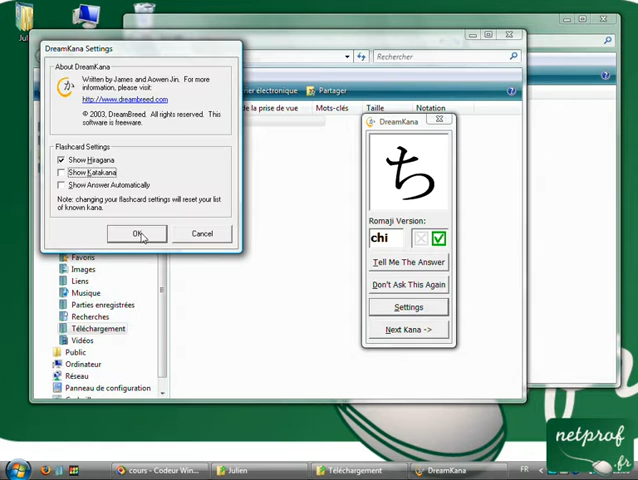 Julien
DreamKana Settings
About DreamKana
Written by James and Aowen Jin. For more
information, please visit:
http://www.dreambreed.com
© 2003, DreamBreed. All rights reserved. This
software is freeware.
Flashcard Settings
Show Hiragana
Show Katakana
Show Answer Automatically
Note: changing your flashcard settings will reset your list
of known kana.
OK
Cancel
Rechercher
Partager
de la prise de vue
Mots-clés
Taille
Notation
DreamKana
ち
Romaji Version:
chi
Tell Me The Answer
Don't Ask This Again
Settings
Next Kana ->
Favoris
Images
Liens
Musique
Parties enregistrées
Recherches
Téléchargement
Vidéos
Public
Ordinateur
Réseau
Panneau de configuration
netprof
.fr
cours - Codeur Win...
Julien
Téléchargement
DreamKana
FR